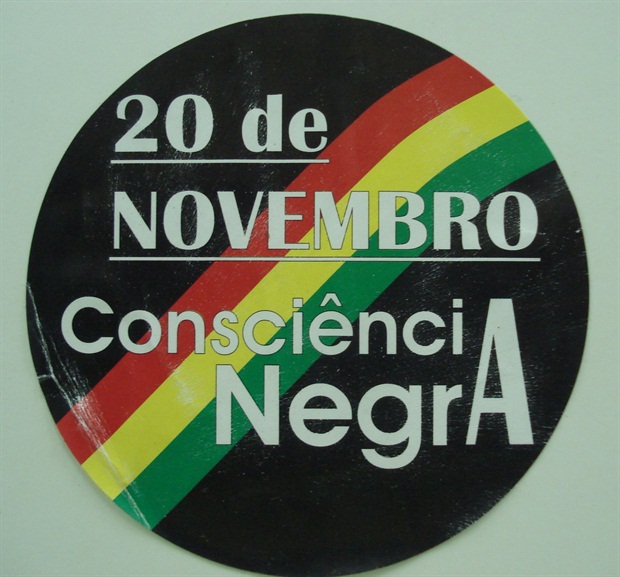 20 de
NOVEMBRO
Consciênci
NegrA